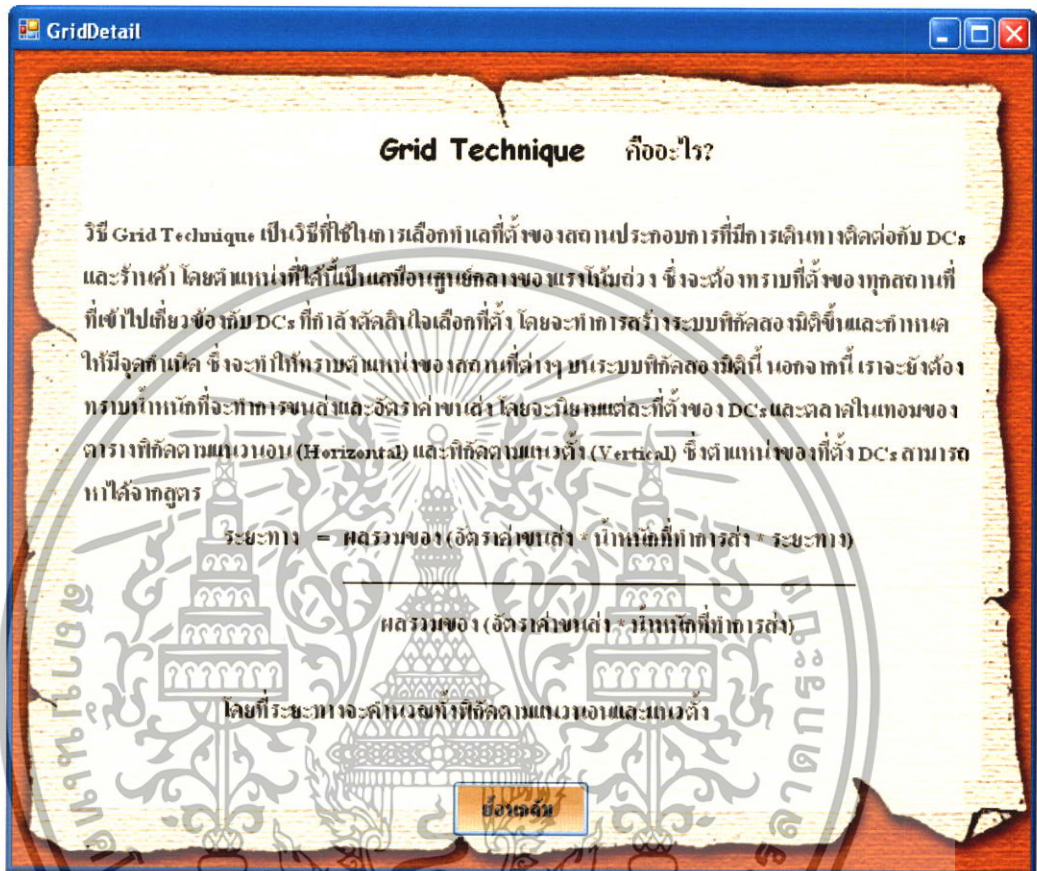 GridDetail
Grid Technique คืออะไร?
วิธี Grid Technique เป็นวิธีที่ใช้ในการเลือกทำเลที่ตั้งของสถานประกอบการที่มีการเดินทางติดต่อกับ DC's
และร้านค้า โดยตำแหน่งที่ได้นี้เป็นเสมือนศูนย์กลางของแรงโน้มถ่วง ซึ่งจะต้องทราบที่ตั้งของทุกสถานที่
ที่เข้าไปเกี่ยวข้องกับ DC's ที่กำลังตัดสินใจเลือกที่ตั้ง โดยจะทำการสร้างระบบพิกัดสองมิติขึ้นและกำหนด
ให้มีจุดกำเนิด ซึ่งจะทำให้ทราบตำแหน่งของสถานที่ต่างๆ บนระบบพิกัดสองมิตินี้ นอกจากนี้ เราจะยังต้อง
ทราบน้ำหนักที่จะทำการขนส่งและอัตราค่าขนส่ง โดยจะนิยามแต่ละที่ตั้งของ DC's และตลาดในเทอมของ
ตารางพิกัดตามแนวนอน (Horizontal) และพิกัดตามแนวตั้ง (Vertical) ซึ่งตำแหน่งของที่ตั้ง DC's สามารถ
หาได้จากสูตร
ระยะทาง = ผลรวมของ (อัตราค่าขนส่ง * น้ำหนักที่ทำการส่ง * ระยะทาง)
ผลรวมของ (อัตราค่าขนส่ง * น้ำหนักที่ทำการส่ง)
โดยที่ระยะทางจะคำนวณทั้งพิกัดตามแนวนอนและแนวตั้ง
ย้อนกลับ